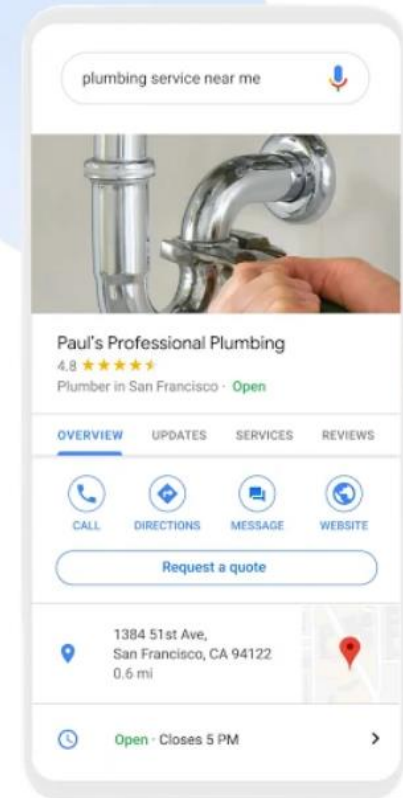 plumbing service near me
Paul's Professional Plumbing
4.8
Plumber in San Francisco · Open
OVERVIEW UPDATES SERVICES REVIEWS
CALL DIRECTIONS MESSAGE WEBSITE
Request a quote
1384 51st Ave,
San Francisco, CA 94122
0.6 mi
Open · Closes 5 PM